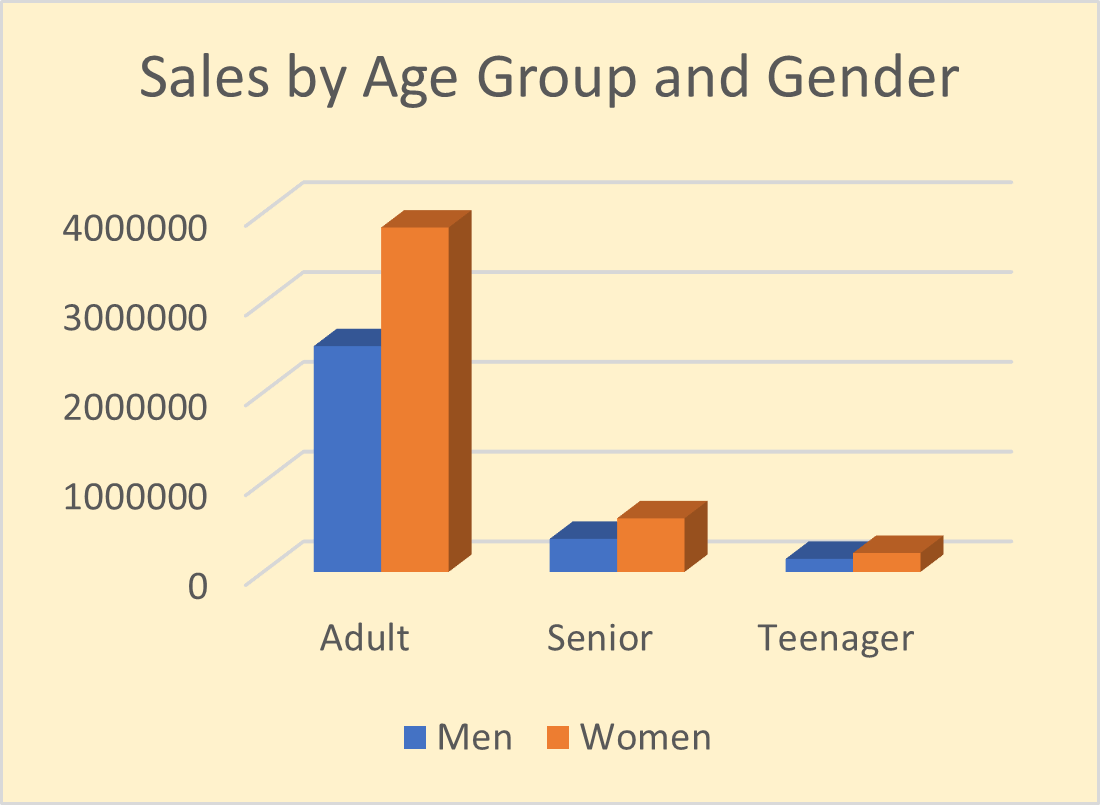 Sales by Age Group and Gender
4000000
3000000
2000000
1000000
0
Adult Senior Teenager
Men Women